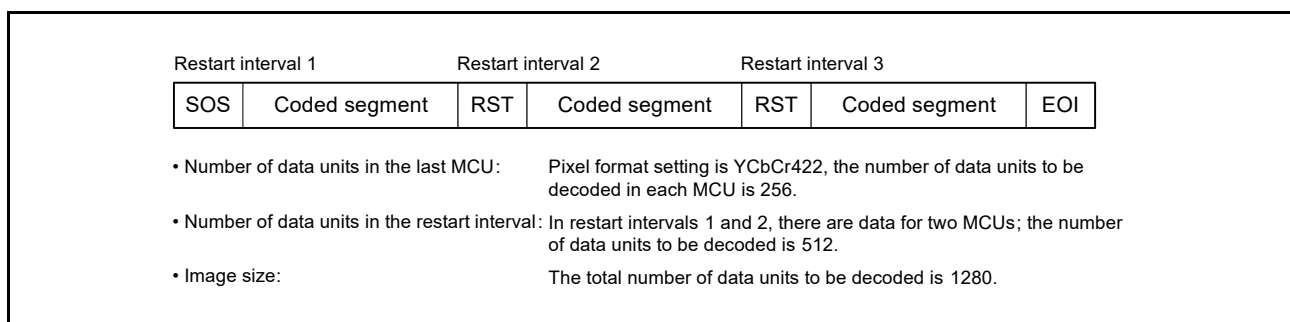 Restart interval 1 Restart interval 2 Restart interval 3
SOS Coded segment RST Coded segment RST Coded segment EOI
• Number of data units in the last MCU: Pixel format setting is YCbCr422, the number of data units to be
decoded in each MCU is 256.
• Number of data units in the restart interval: In restart intervals 1 and 2, there are data for two MCUs; the number
of data units to be decoded is 512.
• Image size: The total number of data units to be decoded is 1280.